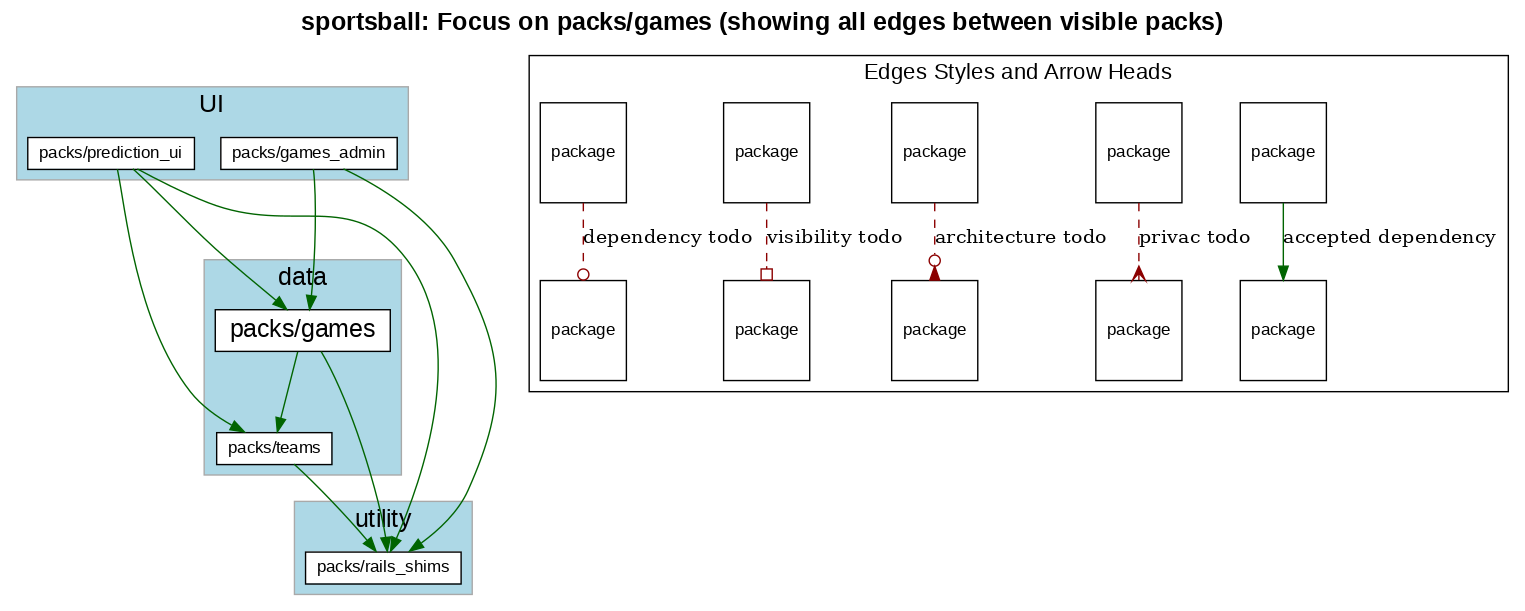 sportsball: Focus on packs/games (showing all edges between visible packs)
UI
packs/prediction_ui
packs/games_admin
data
packs/games
packs/teams
utility
packs/rails_shims
Edges Styles and Arrow Heads
package
package
package
package
package
dependency todo
visibility todo
architecture todo
privac todo
accepted dependency
package
package
package
package
package